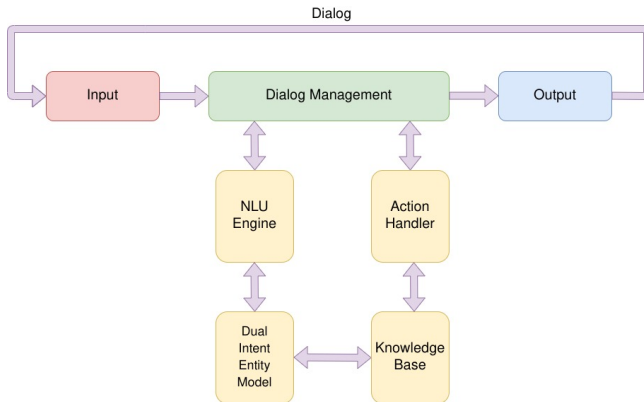 Dialog
Input
Dialog Management
Output
NLU
Engine
Action
Handler
Dual
Intent
Entity
Model
Knowledge
Base